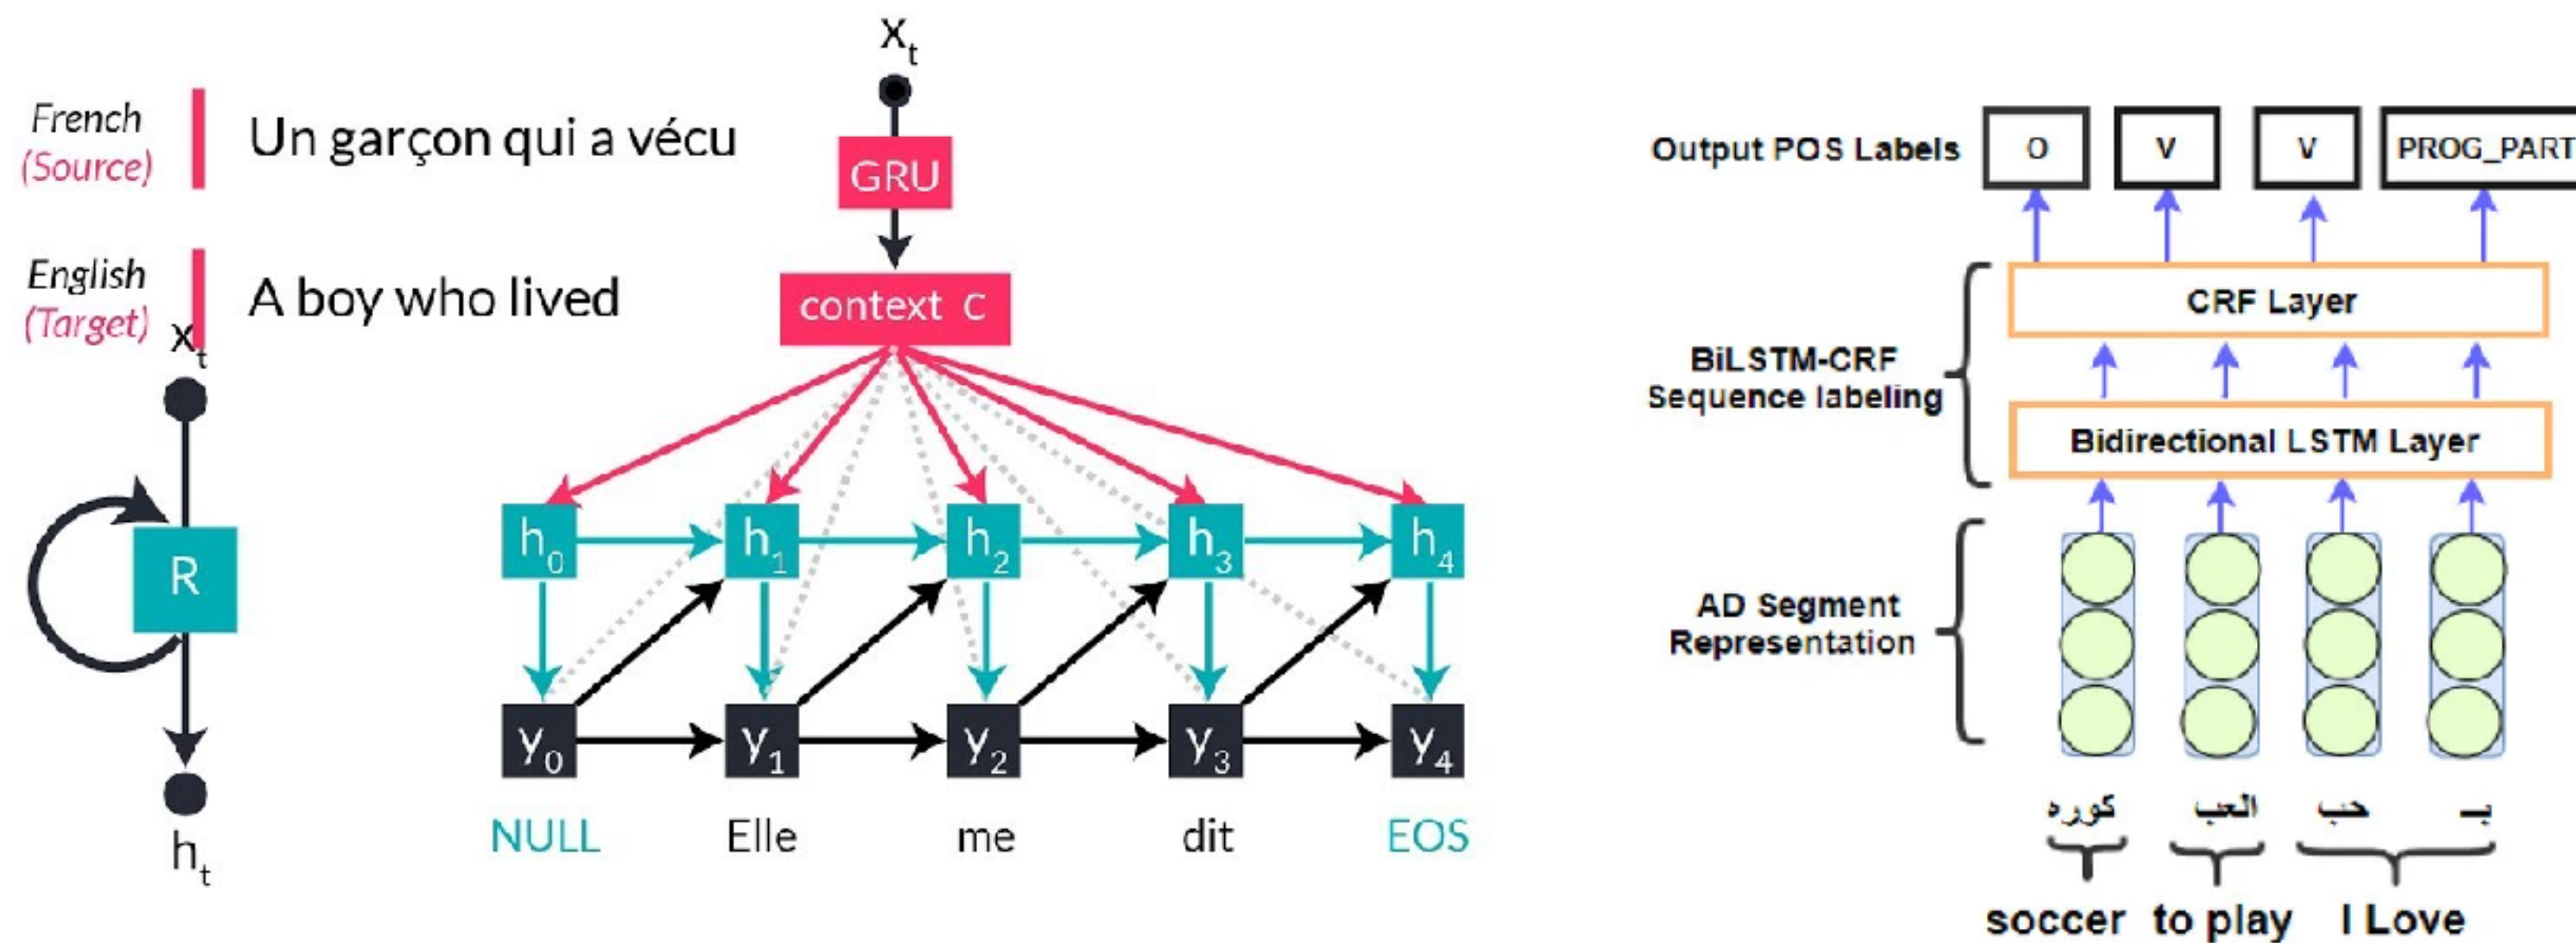 French
(Source)
Un garçon qui a vécu
English
(Target)
A boy who lived
xₜ
R
hₜ
xₜ
GRU
context C
h₀ h₁ h₂ h₃ h₄
y₀ y₁ y₂ y₃ y₄
NULL Elle me dit EOS
Output POS Labels
O V V PROG_PART
CRF Layer
BiLSTM-CRF
Sequence labeling
Bidirectional LSTM Layer
AD Segment
Representation
بـ حب العب كوره
soccer to play I Love